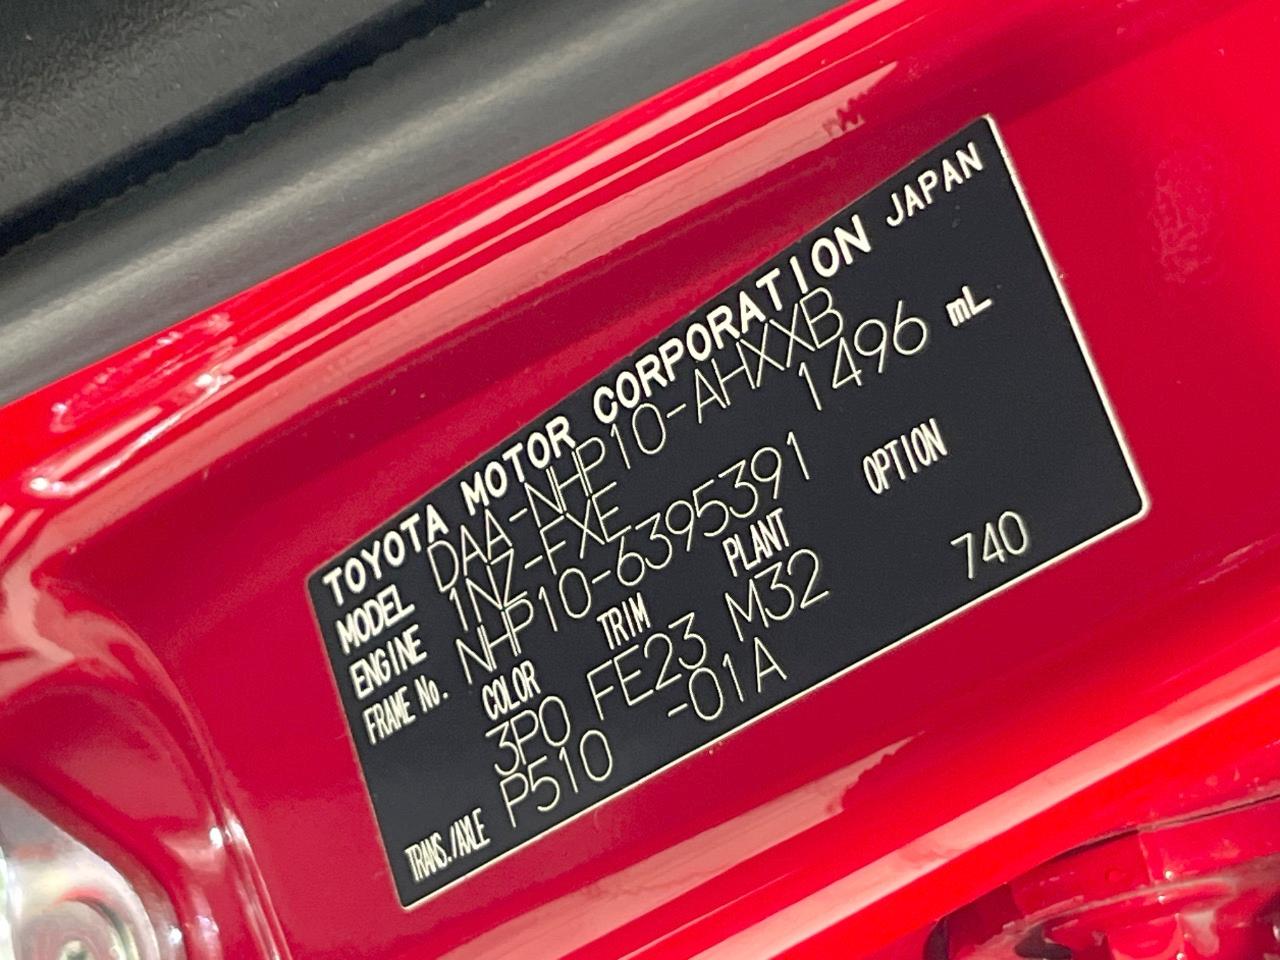 TOYOTA MOTOR CORPORATION JAPAN
MODEL DAA-NHP10-AHXXB
ENGINE 1NZ-FXE 1496 mL
FRAME No. NHP10-6395391
COLOR TRIM PLANT OPTION
3P0 FE23 M32 740
TRANS./AXLE P510 -01A